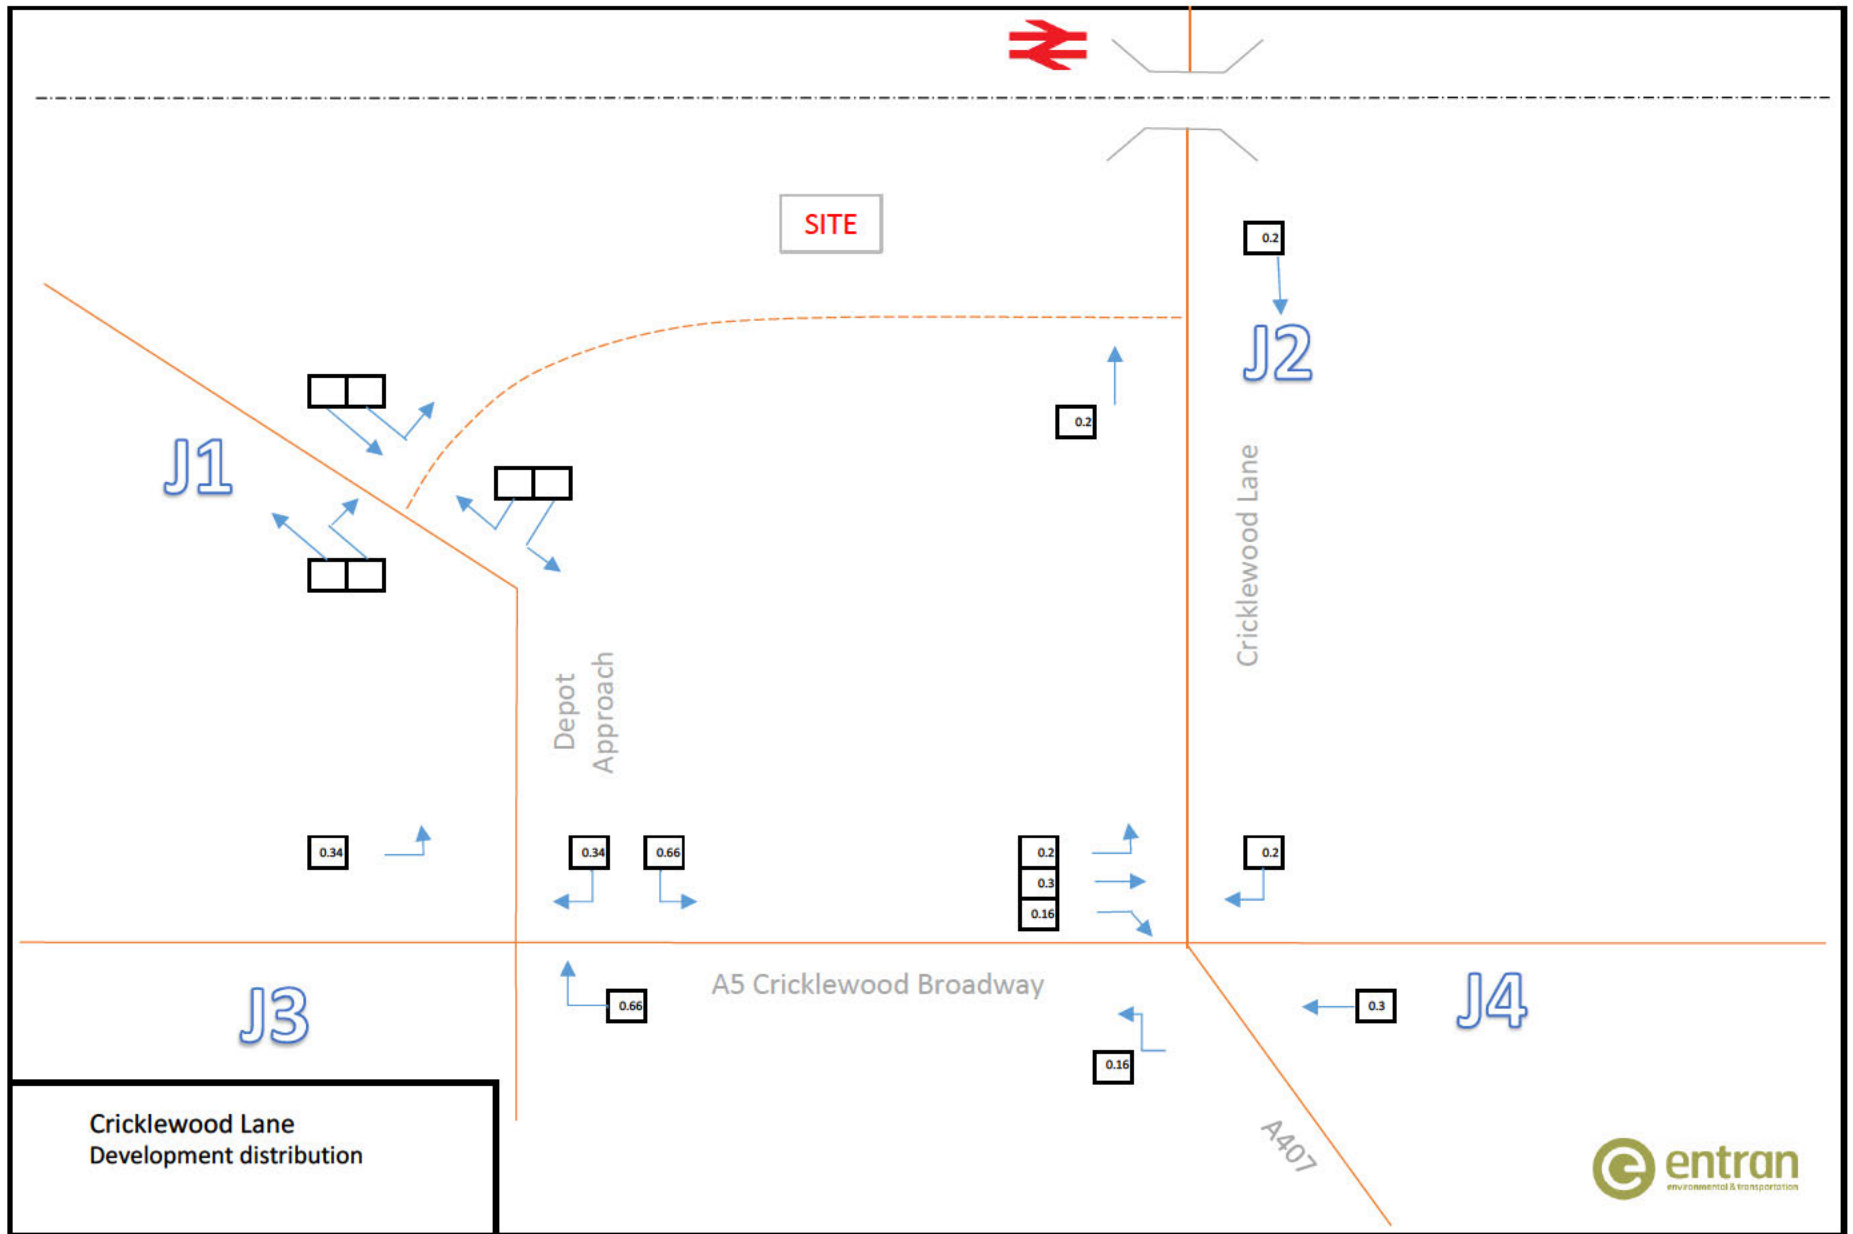 SITE
0.2
J2
0.2
J1
Cricklewood Lane
Depot
Approach
0.34
0.34
0.66
0.2
0.3
0.16
0.2
A5 Cricklewood Broadway
0.66
J3
0.3
J4
0.16
A407
Cricklewood Lane
Development distribution
e entran
environmental & transportation